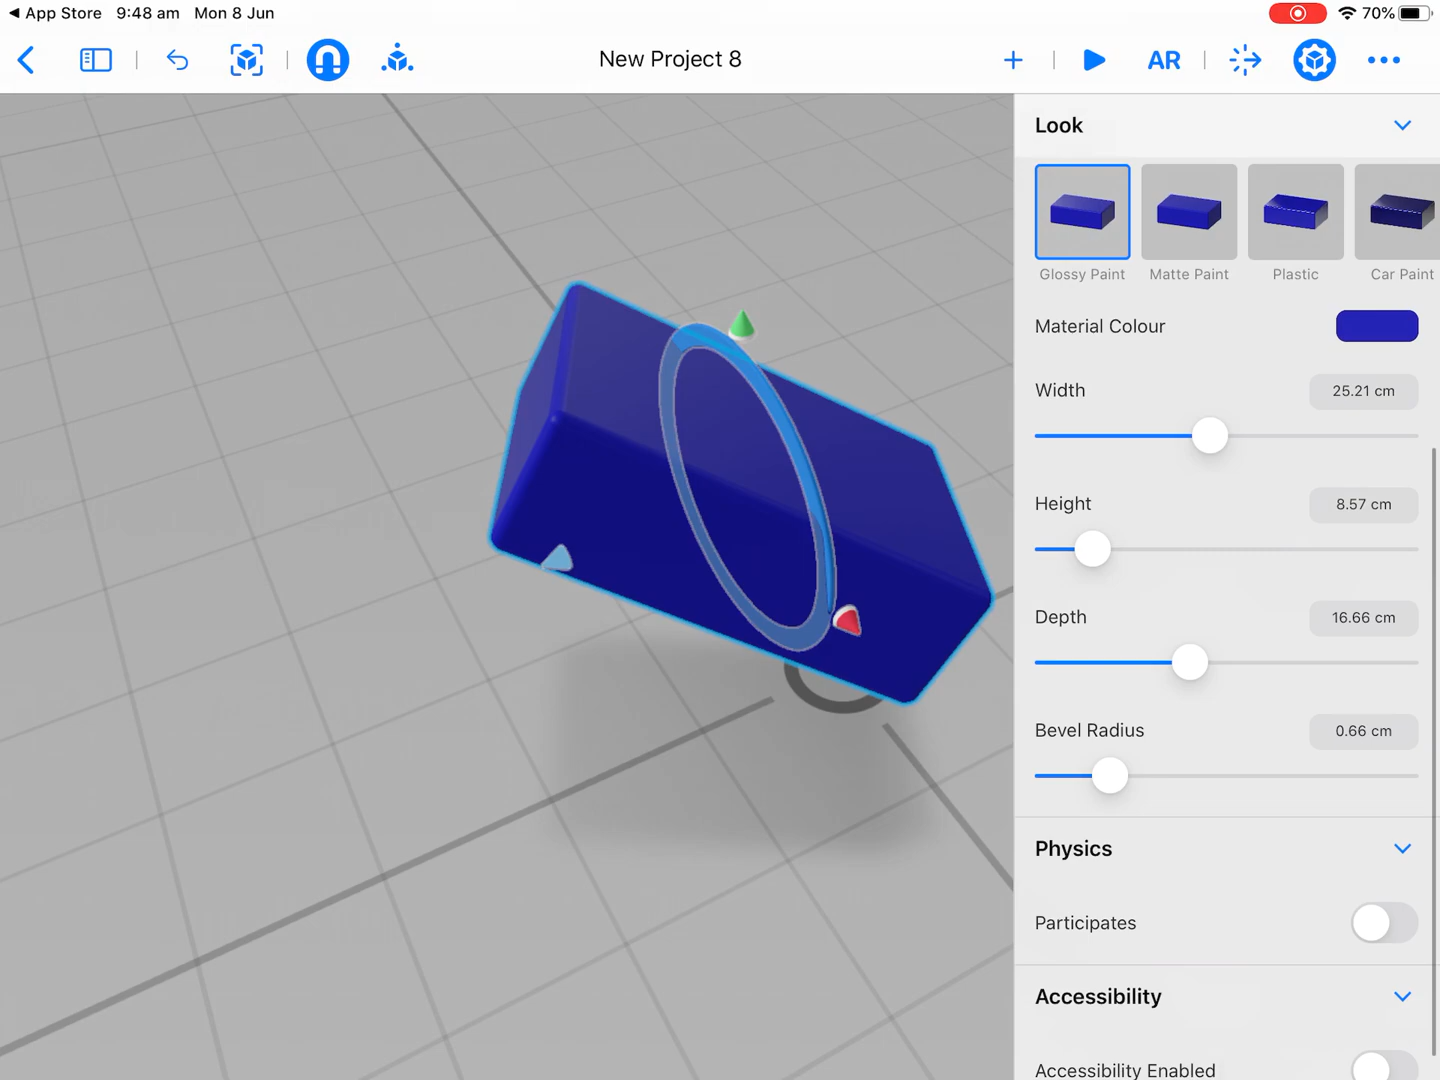 App Store 9:48 am Mon 8 Jun 70%
New Project 8 AR
Look
Glossy Paint Matte Paint Plastic Car Paint
Material Colour
Width 25.21 cm
Height 8.57 cm
Depth 16.66 cm
Bevel Radius 0.66 cm
Physics
Participates
Accessibility
Accessibility Enabled